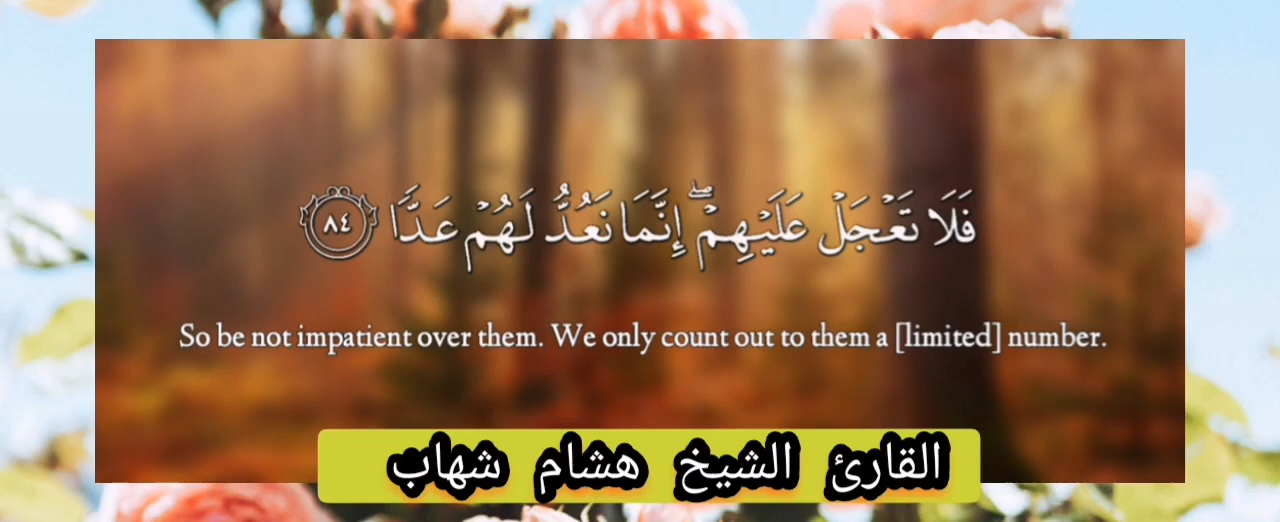 فَلَا تَعۡجَلۡ عَلَيۡهِمۡۖ إِنَّمَا نَعُدُّ لَهُمۡ عَدّٗا ٨٤
So be not impatient over them. We only count out to them a [limited] number.
القارئ الشيخ هشام شهاب